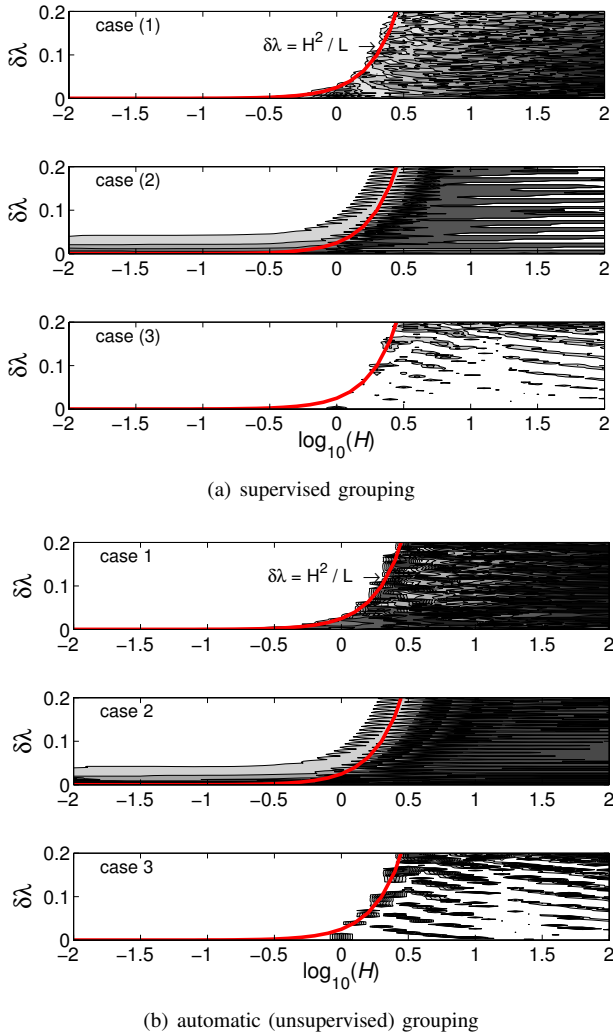 0.2
case (1)
δλ = H² / L →
δλ
0.1
0
−2 −1.5 −1 −0.5 0 0.5 1 1.5 2
0.2
case (2)
δλ
0.1
0
−2 −1.5 −1 −0.5 0 0.5 1 1.5 2
0.2
case (3)
δλ
0.1
0
−2 −1.5 −1 −0.5 0 0.5 1 1.5 2
log₁₀(H)
(a) supervised grouping
0.2
case 1
δλ = H² / L →
δλ
0.1
0
−2 −1.5 −1 −0.5 0 0.5 1 1.5 2
0.2
case 2
δλ
0.1
0
−2 −1.5 −1 −0.5 0 0.5 1 1.5 2
0.2
case 3
δλ
0.1
0
−2 −1.5 −1 −0.5 0 0.5 1 1.5 2
log₁₀(H)
(b) automatic (unsupervised) grouping